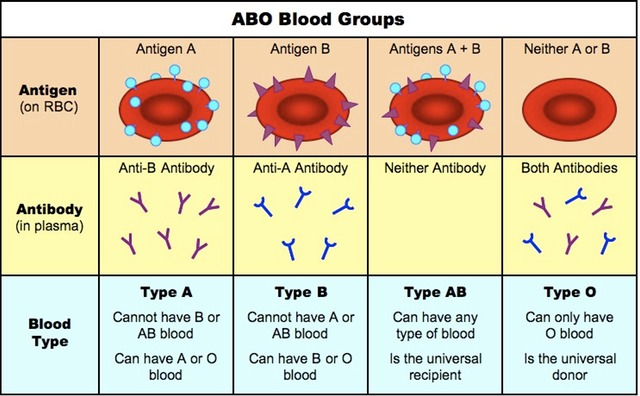 ABO Blood Groups
Antigen
(on RBC)
Antigen A
Antigen B
Antigens A + B
Neither A or B
Antibody
(in plasma)
Anti-B Antibody
Anti-A Antibody
Neither Antibody
Both Antibodies
Blood
Type
Type A
Cannot have B or
AB blood
Can have A or O
blood
Type B
Cannot have A or
AB blood
Can have B or O
blood
Type AB
Can have any
type of blood
Is the universal
recipient
Type O
Can only have
O blood
Is the universal
donor